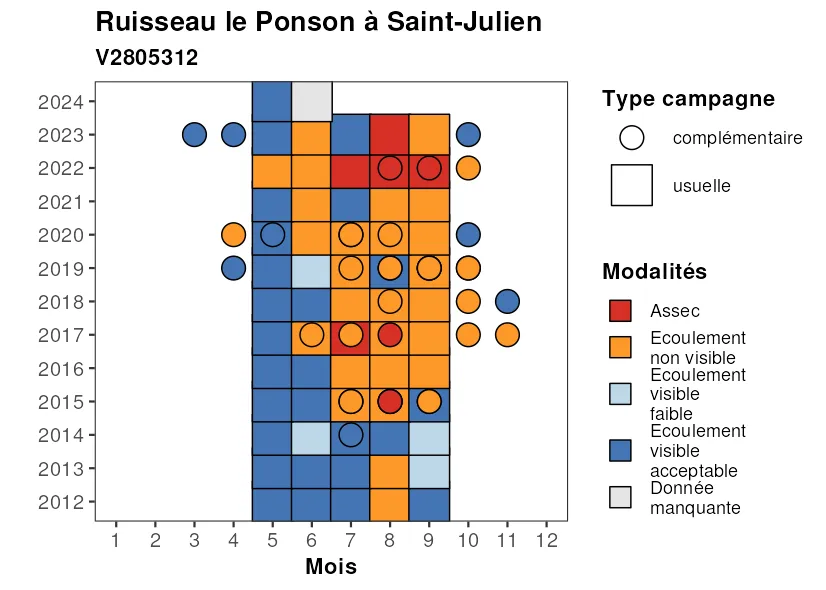 Ruisseau le Ponson à Saint-Julien
V2805312
2024
2023
2022
2021
2020
2019
2018
2017
2016
2015
2014
2013
2012
1 2 3 4 5 6 7 8 9 10 11 12
Mois
Type campagne
complémentaire
usuelle
Modalités
Assec
Ecoulement
non visible
Ecoulement
visible
faible
Ecoulement
visible
acceptable
Donnée
manquante